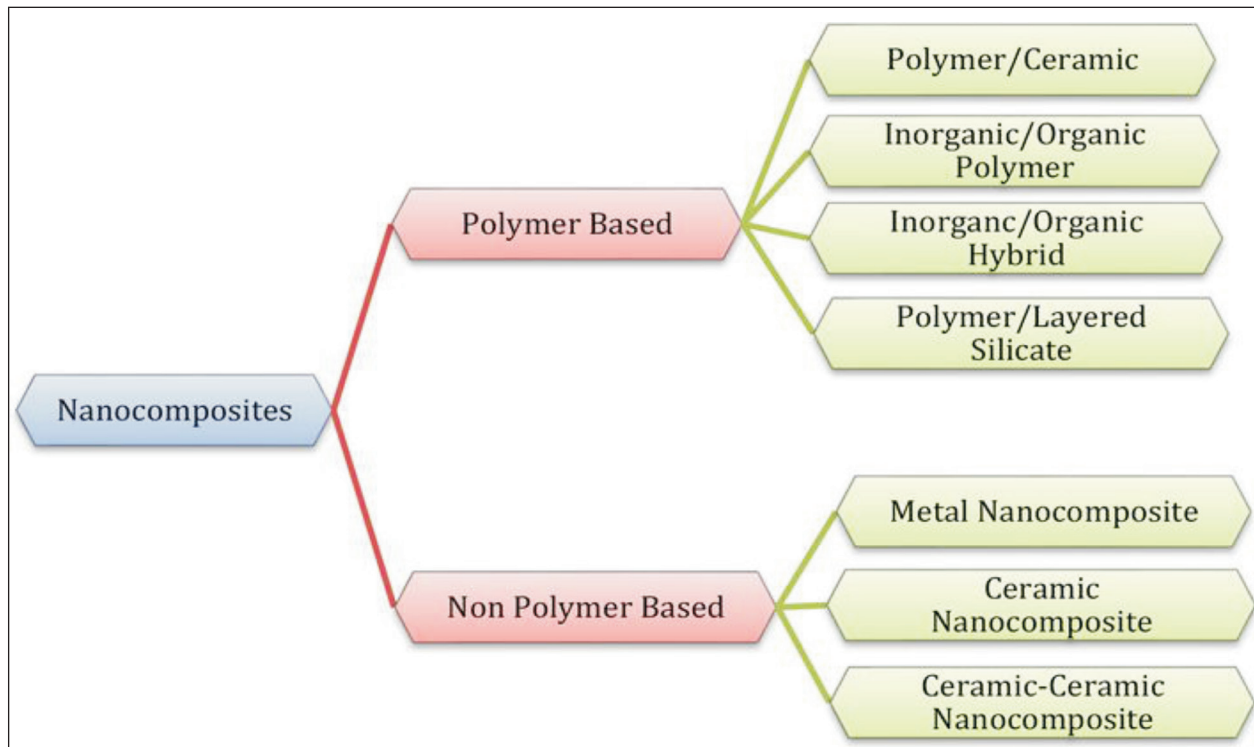 Polymer/Ceramic
Inorganic/Organic
Polymer
Polymer Based
Inorganc/Organic
Hybrid
Polymer/Layered
Silicate
Nanocomposites
Metal Nanocomposite
Non Polymer Based
Ceramic
Nanocomposite
Ceramic-Ceramic
Nanocomposite